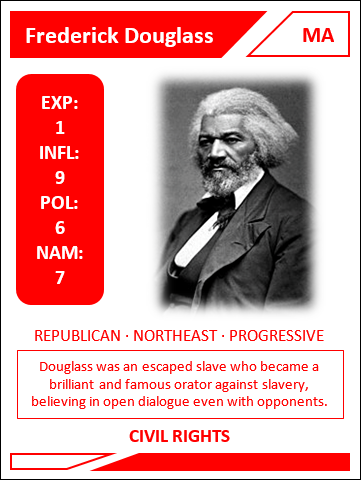 Frederick Douglass
MA
EXP:
1
INFL:
9
POL:
6
NAM:
7
REPUBLICAN · NORTHEAST · PROGRESSIVE
Douglass was an escaped slave who became a
brilliant and famous orator against slavery,
believing in open dialogue even with opponents.
CIVIL RIGHTS